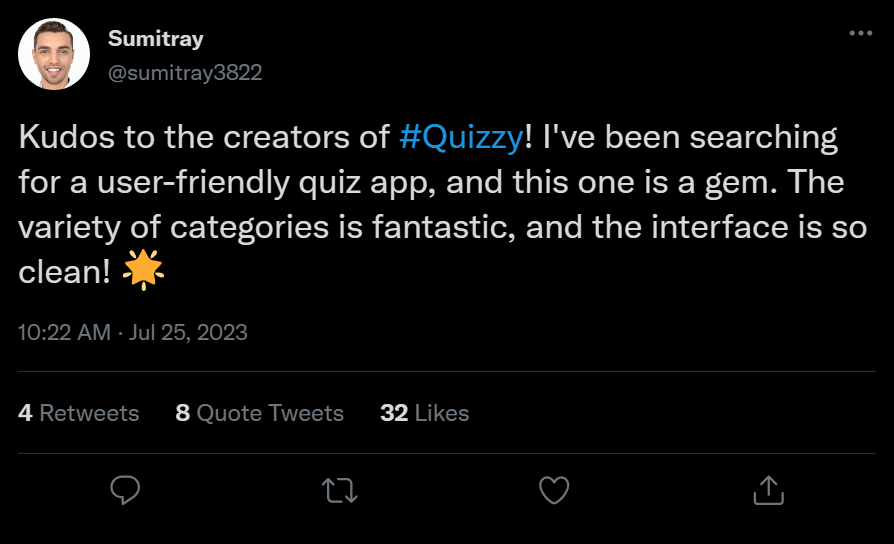 Sumitray
@sumitray3822
Kudos to the creators of #Quizzy! I've been searching
for a user-friendly quiz app, and this one is a gem. The
variety of categories is fantastic, and the interface is so
clean! 🌟
10:22 AM · Jul 25, 2023
4 Retweets 8 Quote Tweets 32 Likes